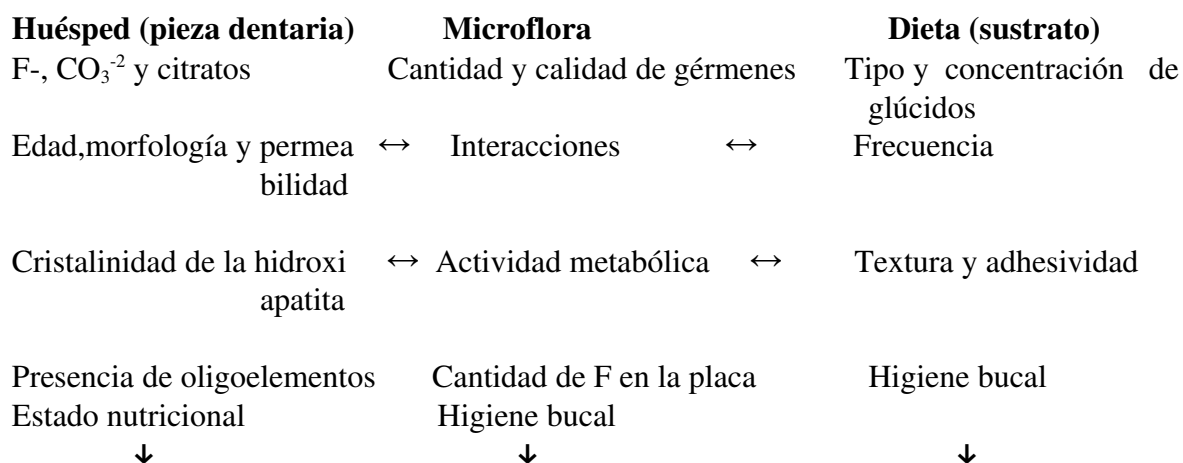 Huésped (pieza dentaria) Microflora Dieta (sustrato)
F-, CO₃⁻² y citratos Cantidad y calidad de gérmenes Tipo y concentración de
glúcidos
Edad,morfología y permea ↔ Interacciones ↔ Frecuencia
bilidad
Cristalinidad de la hidroxi ↔ Actividad metabólica ↔ Textura y adhesividad
apatita
Presencia de oligoelementos Cantidad de F en la placa Higiene bucal
Estado nutricional Higiene bucal
↓ ↓ ↓